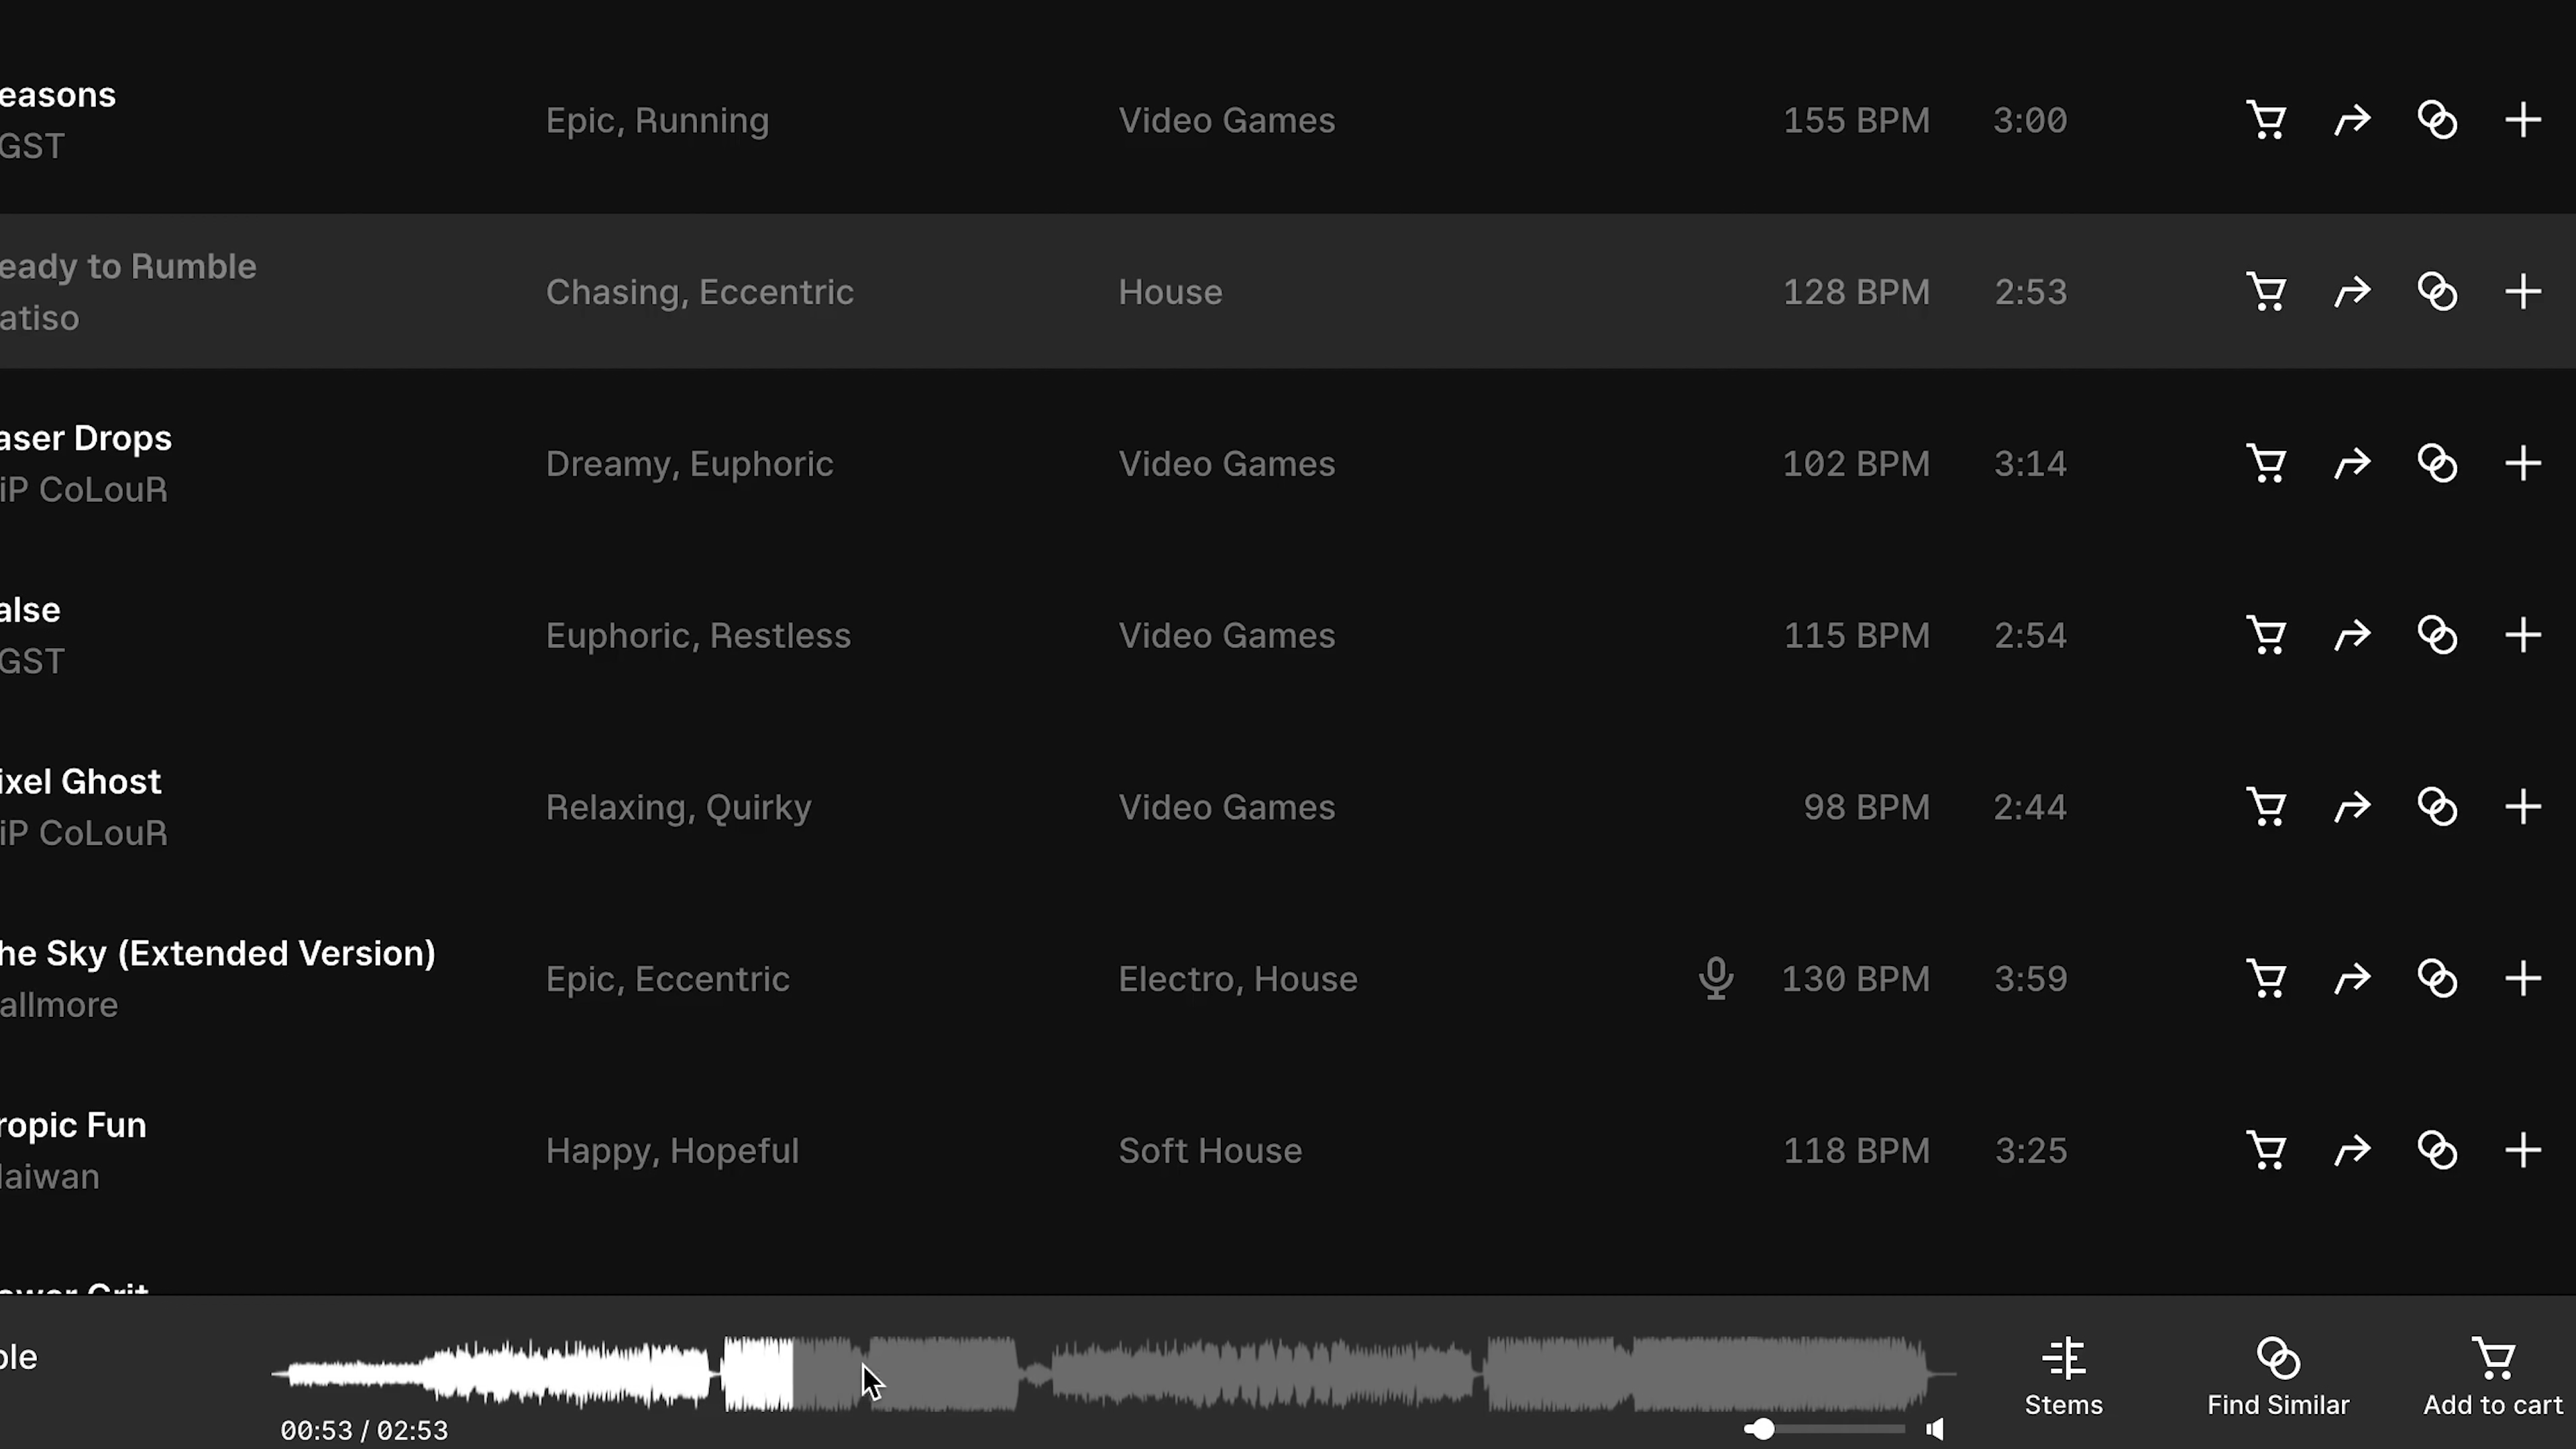 easons
GST
Epic, Running
Video Games
155 BPM
3:00
eady to Rumble
atiso
Chasing, Eccentric
House
128 BPM
2:53
aser Drops
iP CoLouR
Dreamy, Euphoric
Video Games
102 BPM
3:14
alse
GST
Euphoric, Restless
Video Games
115 BPM
2:54
ixel Ghost
iP CoLouR
Relaxing, Quirky
Video Games
98 BPM
2:44
he Sky (Extended Version)
allmore
Epic, Eccentric
Electro, House
130 BPM
3:59
ropic Fun
aiwan
Happy, Hopeful
Soft House
118 BPM
3:25
ower Grit
ble
00:53 / 02:53
Stems
Find Similar
Add to cart